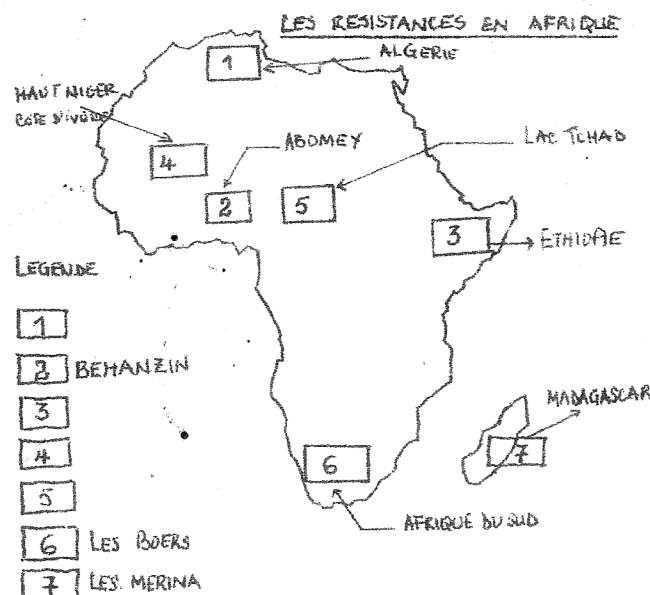 LES RESISTANCES EN AFRIQUE
1
ALGERIE
HAUT NIGER
COTE D'IVOIRE
4
ABOMEY
LAC TCHAD
2
5
3
ETHIOPIE
LEGENDE
1
2 BEHANZIN
3
4
5
6 LES BOERS
7 LES MERINA
6
AFRIQUE DU SUD
MADAGASCAR
7